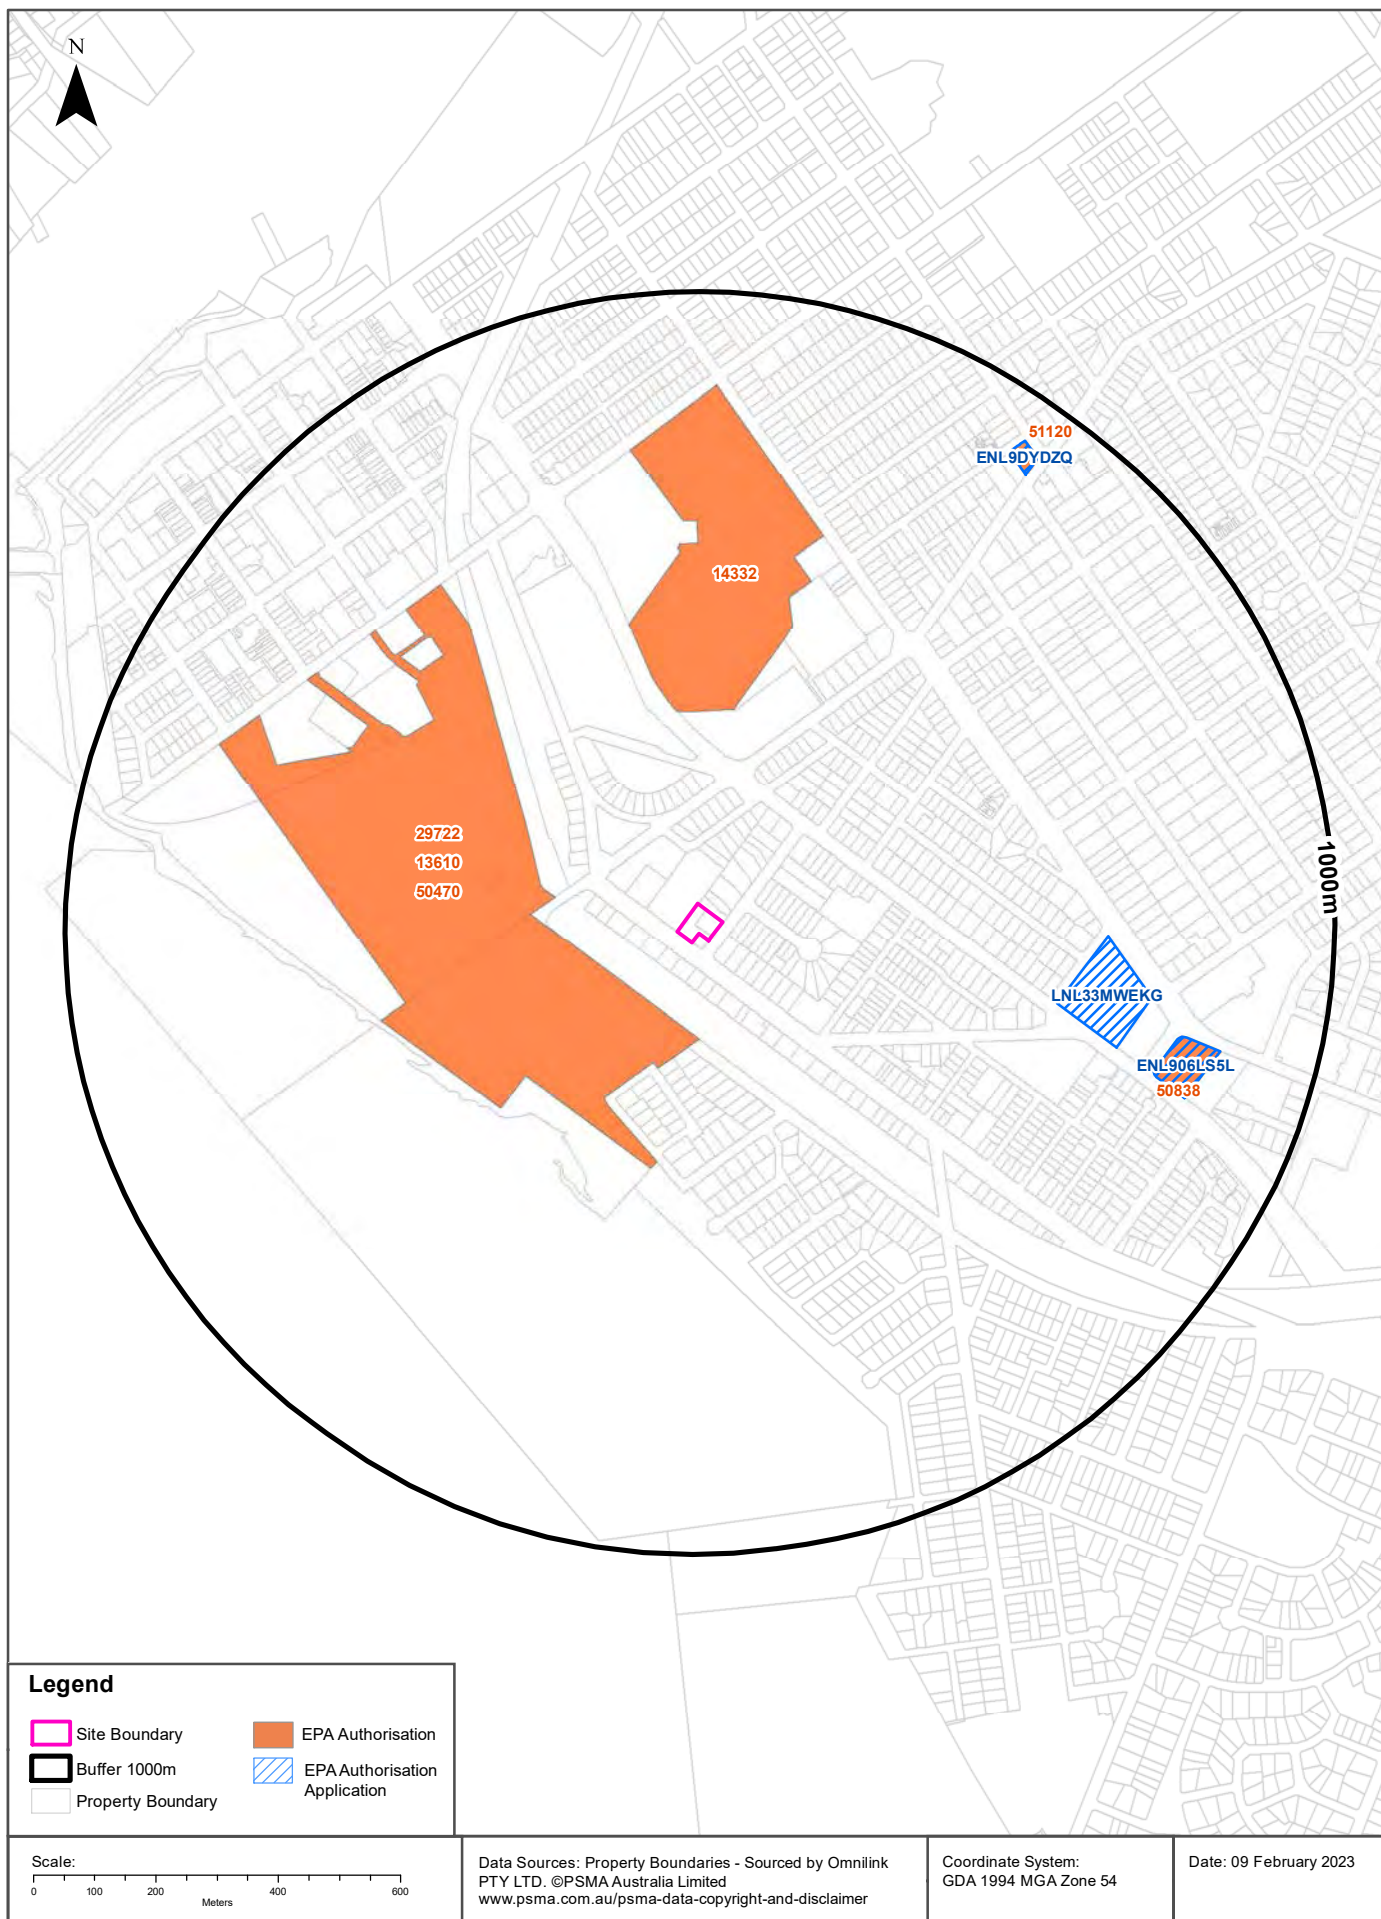 N
51120
ENL9DYDZQ
14332
29722
13610
50470
1000m
LNL33MWEKG
ENL906LS5L
50838
Legend
Site Boundary
EPA Authorisation
Buffer 1000m
EPA Authorisation
Application
Property Boundary
Scale:
0 100 200 400 600
Meters
Data Sources: Property Boundaries - Sourced by Omnilink
PTY LTD. ©PSMA Australia Limited
www.psma.com.au/psma-data-copyright-and-disclaimer
Coordinate System:
GDA 1994 MGA Zone 54
Date: 09 February 2023